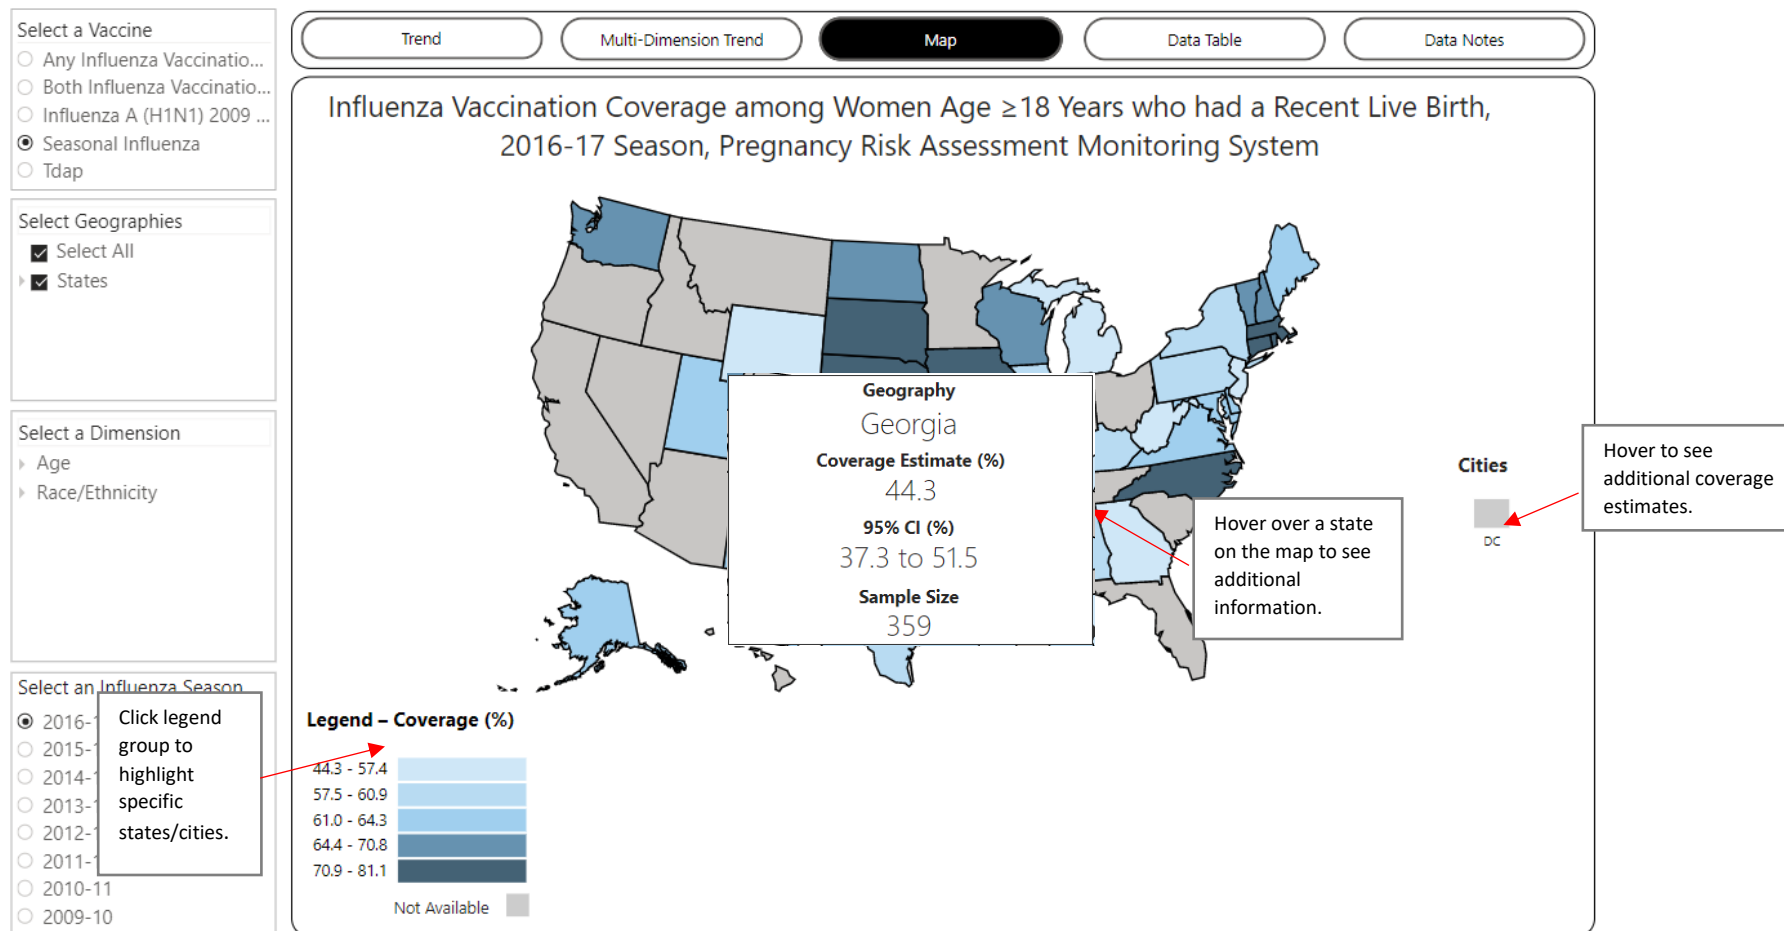 Select a Vaccine
Any Influenza Vaccinatio...
Both Influenza Vaccinatio...
Influenza A (H1N1) 2009 ...
Seasonal Influenza
Tdap
Select Geographies
Select All
States
Select a Dimension
Age
Race/Ethnicity
Select an Influenza Season
2016-1
2015-
2014-
2013-
2012-
2011-
2010-11
2009-10
Click legend
group to
highlight
specific
states/cities.
Trend
Multi-Dimension Trend
Map
Data Table
Data Notes
Influenza Vaccination Coverage among Women Age ≥18 Years who had a Recent Live Birth,
2016-17 Season, Pregnancy Risk Assessment Monitoring System
Geography
Georgia
Coverage Estimate (%)
44.3
95% CI (%)
37.3 to 51.5
Sample Size
359
Hover over a state
on the map to see
additional
information.
Cities
DC
Hover to see
additional coverage
estimates.
Legend – Coverage (%)
44.3 - 57.4
57.5 - 60.9
61.0 - 64.3
64.4 - 70.8
70.9 - 81.1
Not Available